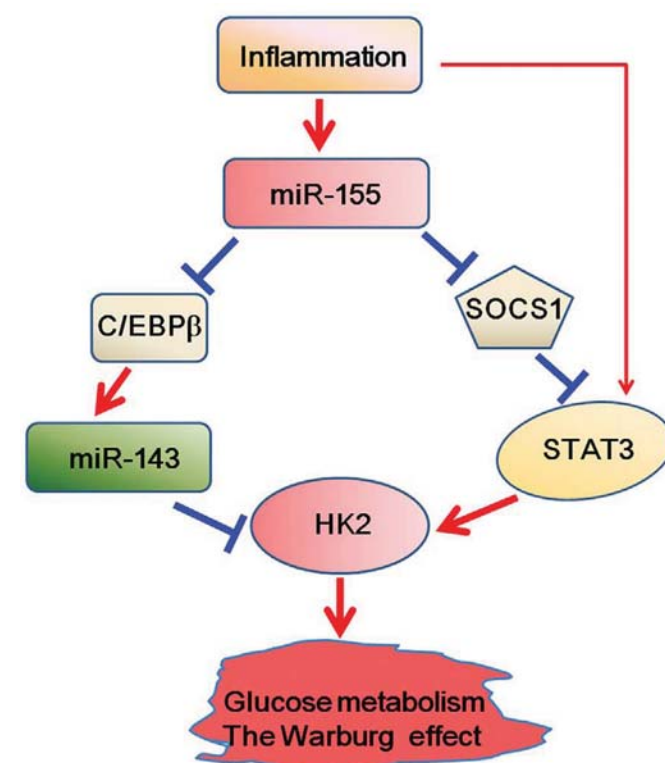 Inflammation
miR-155
C/EBPβ
SOCS1
miR-143
STAT3
HK2
Glucose metabolism
The Warburg effect